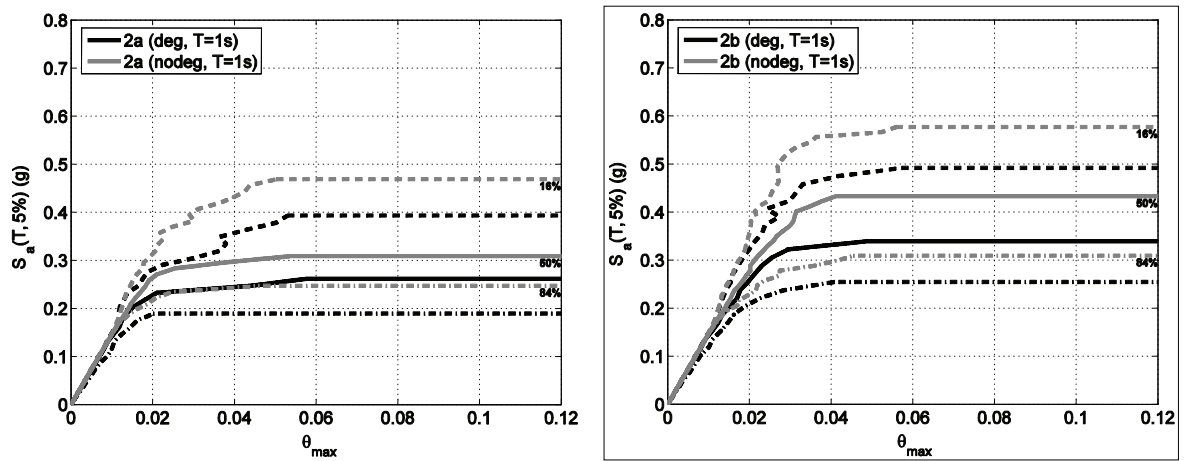 0.8
0.7
0.6
0.5
0.4
0.3
0.2
0.1
0
S_a(T,5%) (g)
2a (deg, T=1s)
2a (nodeg, T=1s)
16%
50%
84%
0 0.02 0.04 0.06 0.08 0.1 0.12
θ_max
0.8
0.7
0.6
0.5
0.4
0.3
0.2
0.1
0
S_a(T,5%) (g)
2b (deg, T=1s)
2b (nodeg, T=1s)
16%
50%
84%
0 0.02 0.04 0.06 0.08 0.1 0.12
θ_max